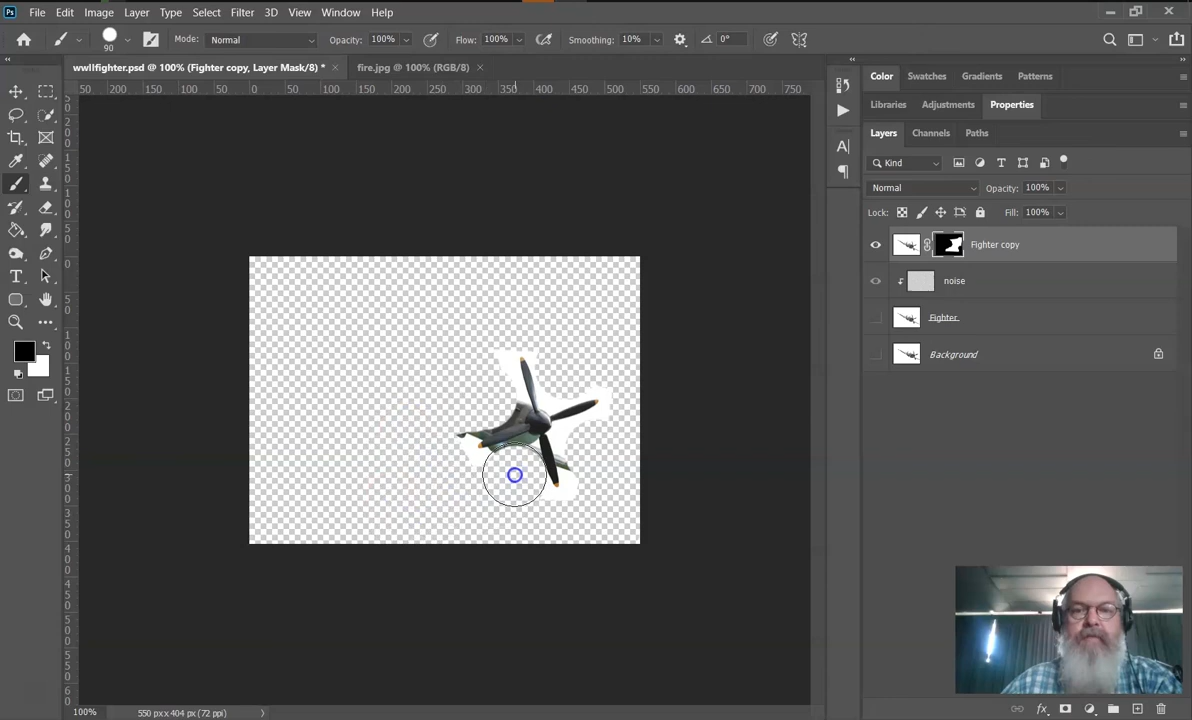 Ps File Edit Image Layer Type Select Filter 3D View Window Help
90 Mode: Normal Opacity: 100% Flow: 100% Smoothing: 10% 0°
wwIIfighter.psd @ 100% (Fighter copy, Layer Mask/8) * × fire.jpg @ 100% (RGB/8) ×
50 200 150 100 50 0 50 100 150 200 250 300 350 400 450 500 550 600 650 700 750
Color Swatches Gradients Patterns
Libraries Adjustments Properties
Layers Channels Paths
Kind
Normal Opacity: 100%
Lock: Fill: 100%
Fighter copy
noise
Fighter
Background
fx
100% 550 px x 404 px (72 ppi)